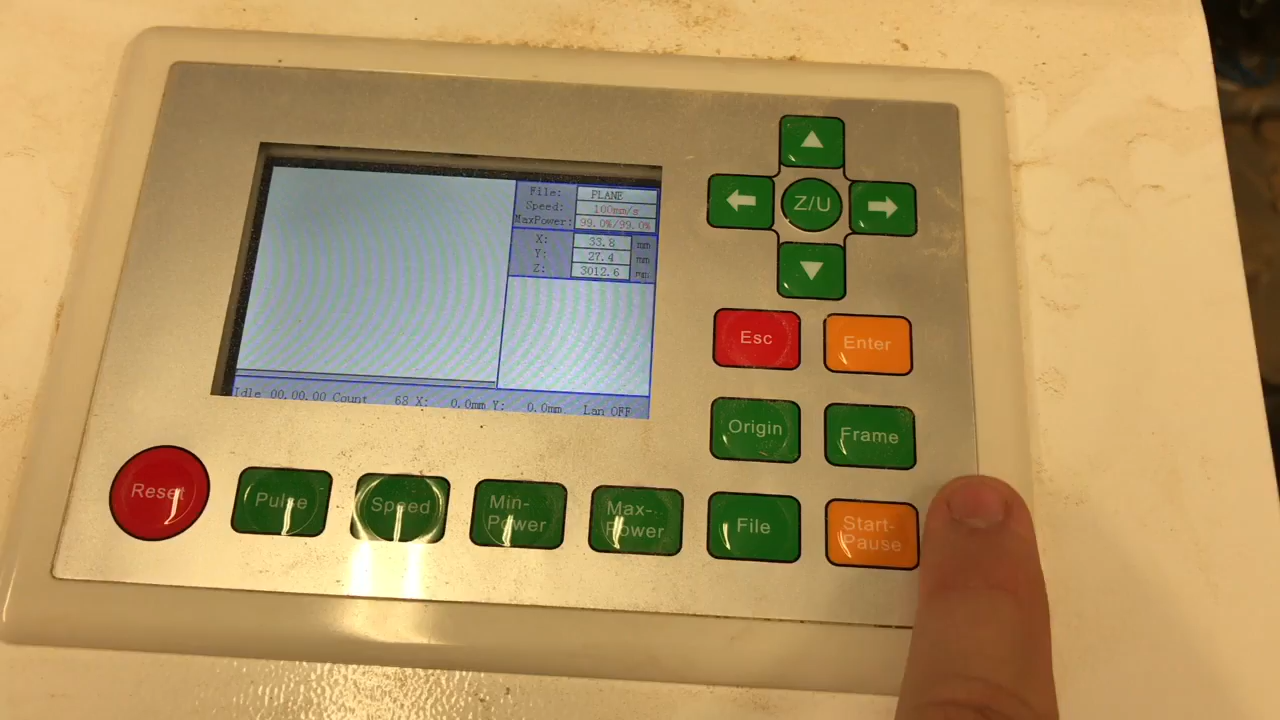 File: PLANE
Speed: 100mm/s
MaxPower: 99.0%/99.0%
X: 33.8 mm
Y: 27.4 mm
Z: 3012.6 mm
Idle 00.00.00 Count 68 X: 0.0mm Y: 0.0mm Lan OFF
Z/U
Esc
Enter
Origin
Frame
Reset
Pulse
Speed
Min-
Power
Max-
Power
File
Start-
Pause